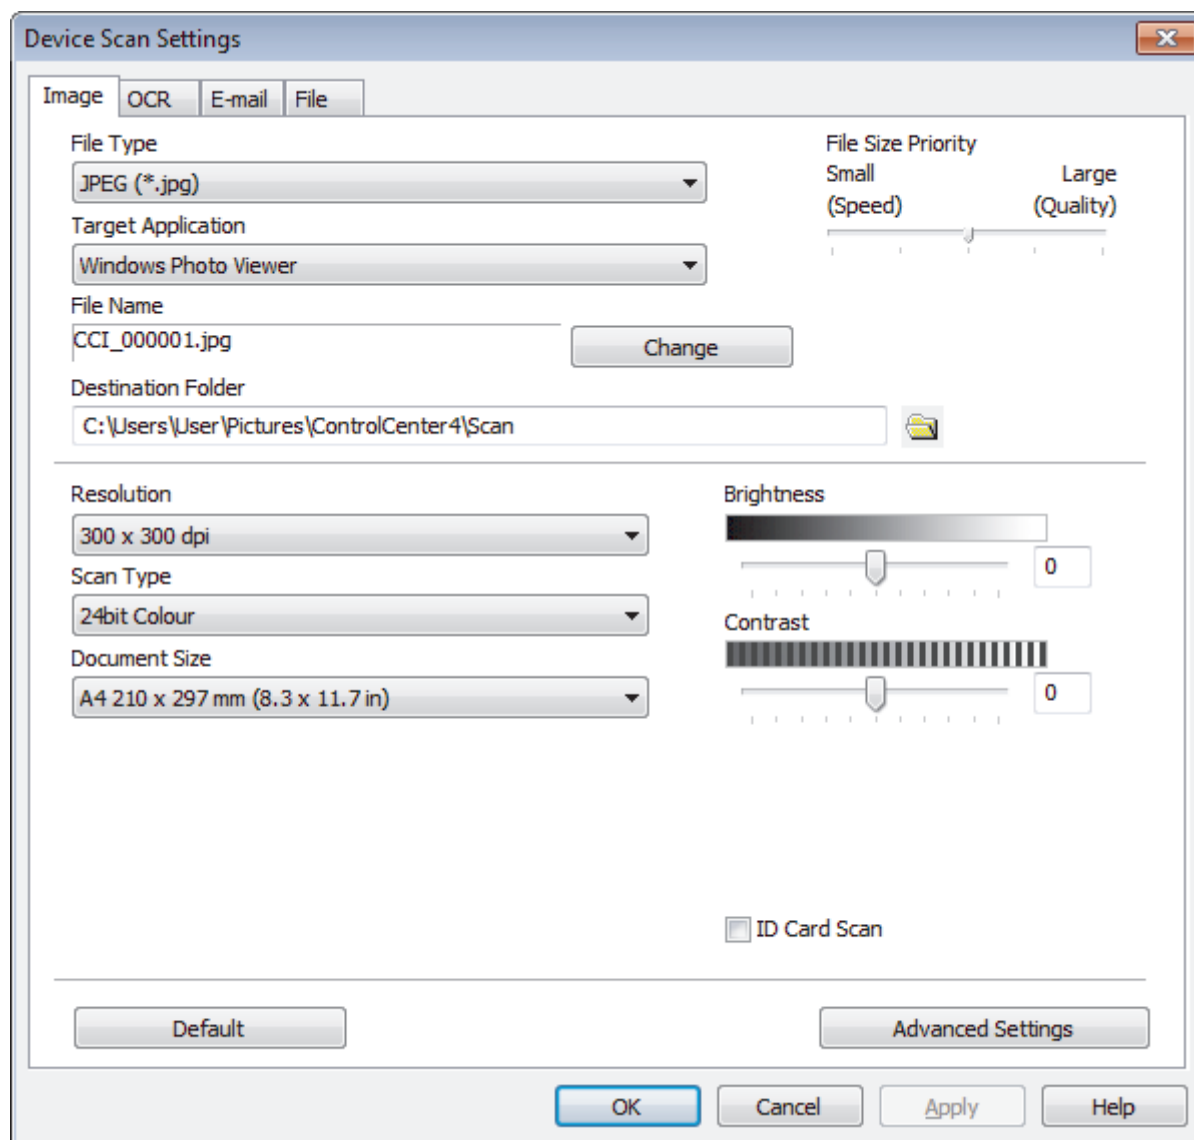 Device Scan Settings
Image OCR E-mail File
File Type
JPEG (*.jpg)
Target Application
Windows Photo Viewer
File Name
CCI_000001.jpg
Change
Destination Folder
C:\Users\User\Pictures\ControlCenter4\Scan
File Size Priority
Small Large
(Speed) (Quality)
Resolution
300 x 300 dpi
Scan Type
24bit Colour
Document Size
A4 210 x 297 mm (8.3 x 11.7 in)
Brightness
0
Contrast
0
ID Card Scan
Default Advanced Settings
OK Cancel Apply Help